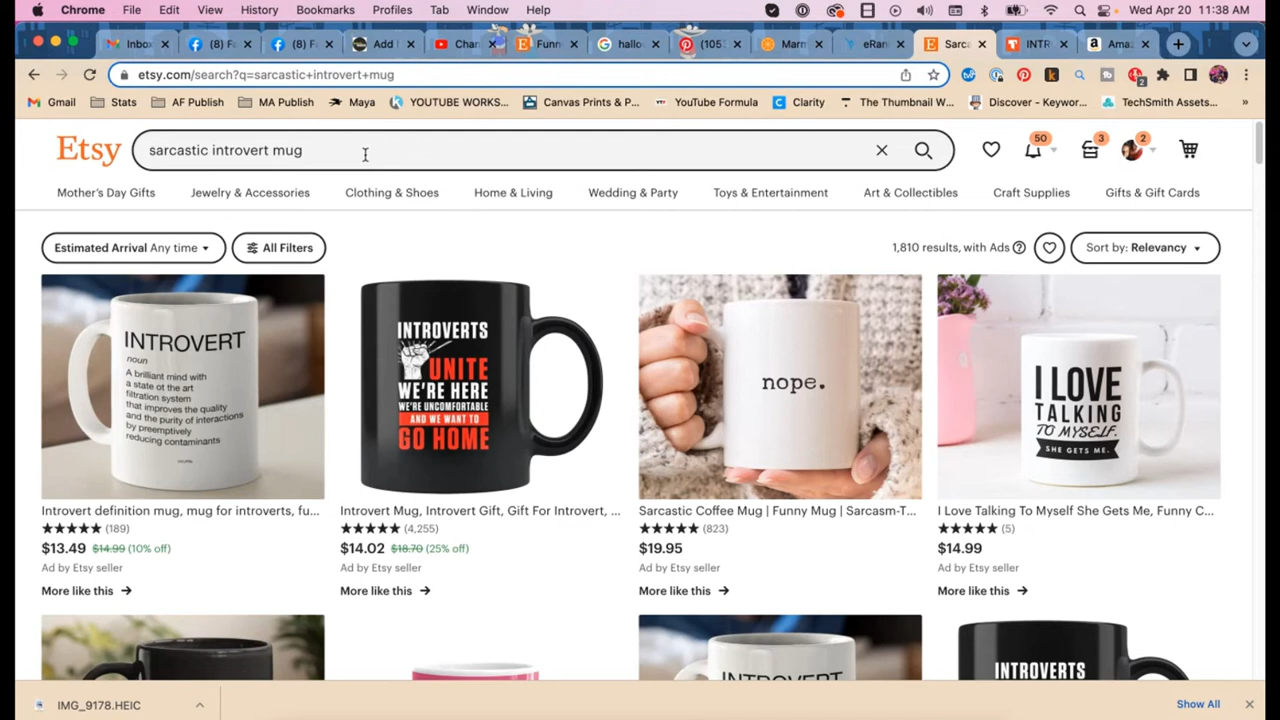 Chrome File Edit View History Bookmarks Profiles Tab Window Help Wed Apr 20 11:38 AM
Inbox (8) F (8) F Add Chan Funn hallo (105 Marm eRan Sarc INTR Ama
etsy.com/search?q=sarcastic+introvert+mug
Gmail Stats AF Publish MA Publish Maya YOUTUBE WORKS... Canvas Prints & P... YouTube Formula Clarity The Thumbnail W... Discover - Keywor... TechSmith Assets... »
Etsy sarcastic introvert mug 50 3 2
Mother's Day Gifts Jewelry & Accessories Clothing & Shoes Home & Living Wedding & Party Toys & Entertainment Art & Collectibles Craft Supplies Gifts & Gift Cards
Estimated Arrival Any time All Filters 1,810 results, with Ads Sort by: Relevancy
INTROVERT
noun
A brilliant mind with
a state of the art
filtration system
that improves the quality
and the purity of interactions
by preemptively
reducing contaminants
INTROVERTS
UNITE
WE'RE HERE
WE'RE UNCOMFORTABLE
AND WE WANT TO
GO HOME
nope.
I LOVE
TALKING
TO MYSELF.
SHE GETS ME.
Introvert definition mug, mug for introverts, fu... Introvert Mug, Introvert Gift, Gift For Introvert, ... Sarcastic Coffee Mug | Funny Mug | Sarcasm-T... I Love Talking To Myself She Gets Me, Funny C...
(189) (4,255) (823) (5)
$13.49 $14.99 (10% off) $14.02 $18.70 (25% off) $19.95 $14.99
Ad by Etsy seller Ad by Etsy seller Ad by Etsy seller Ad by Etsy seller
More like this → More like this → More like this → More like this →
INTROVERT
INTROVERTS
IMG_9178.HEIC Show All